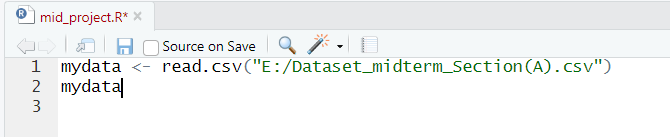 mid_project.R*
Source on Save
1 mydata <- read.csv("E:/Dataset_midterm_Section(A).csv")
2 mydata
3